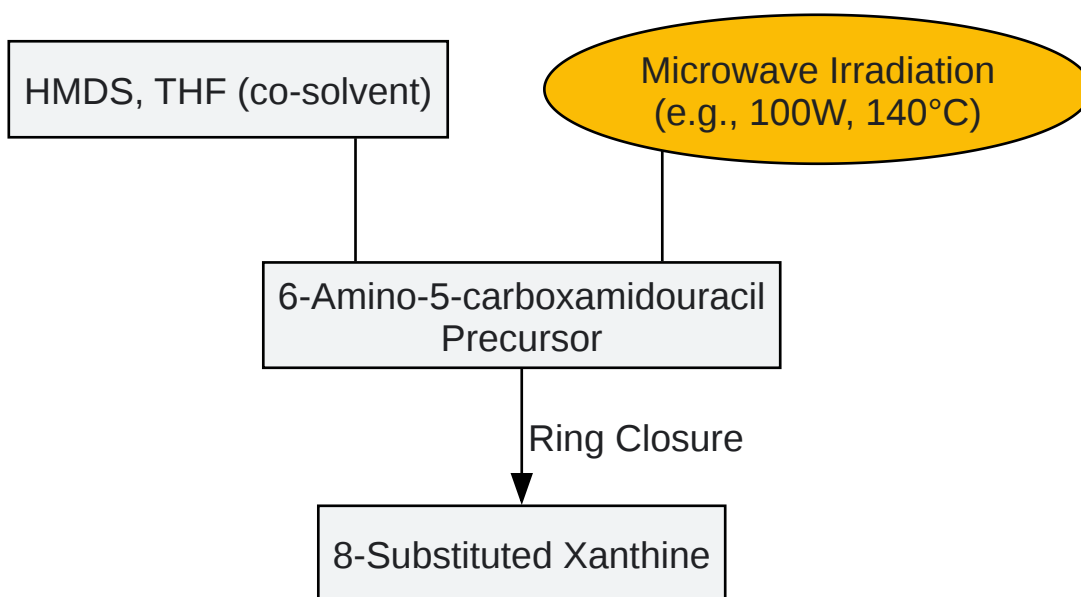 HMDS, THF (co-solvent)
Microwave Irradiation
(e.g., 100W, 140°C)
6-Amino-5-carboxamidouracil
Precursor
Ring Closure
8-Substituted Xanthine